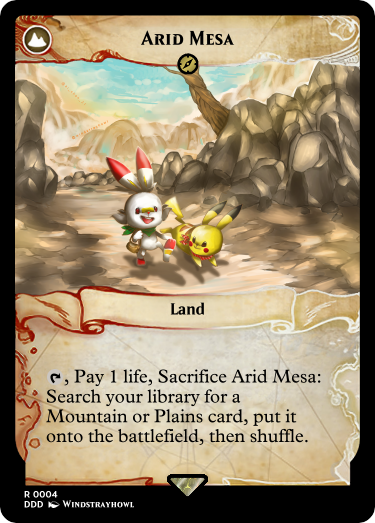 Arid Mesa
Land
, Pay 1 life, Sacrifice Arid Mesa:
Search your library for a
Mountain or Plains card, put it
onto the battlefield, then shuffle.
R 0004
DDD Windstrayhowl